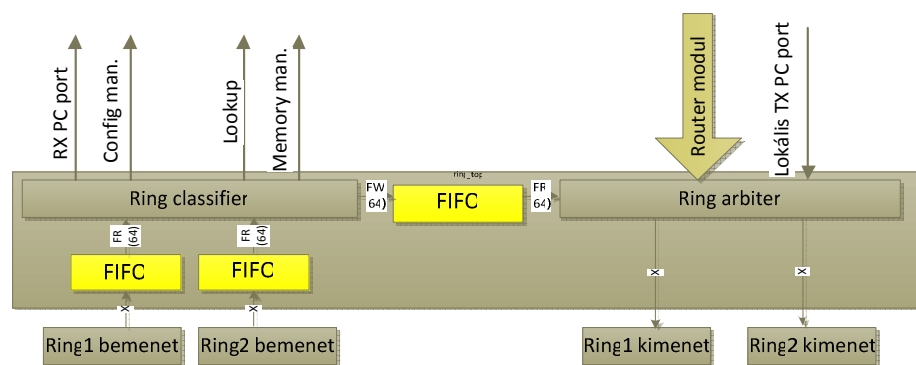 RX PC port
Config man.
Lookup
Memory man.
Router modul
Lokális TX PC port
ring_top
Ring classifier
FW
64)
FIFC
FR
64)
Ring arbiter
FR
(64)
FR
(64)
FIFC
FIFC
X
X
X
X
Ring1 bemenet
Ring2 bemenet
Ring1 kimenet
Ring2 kimenet